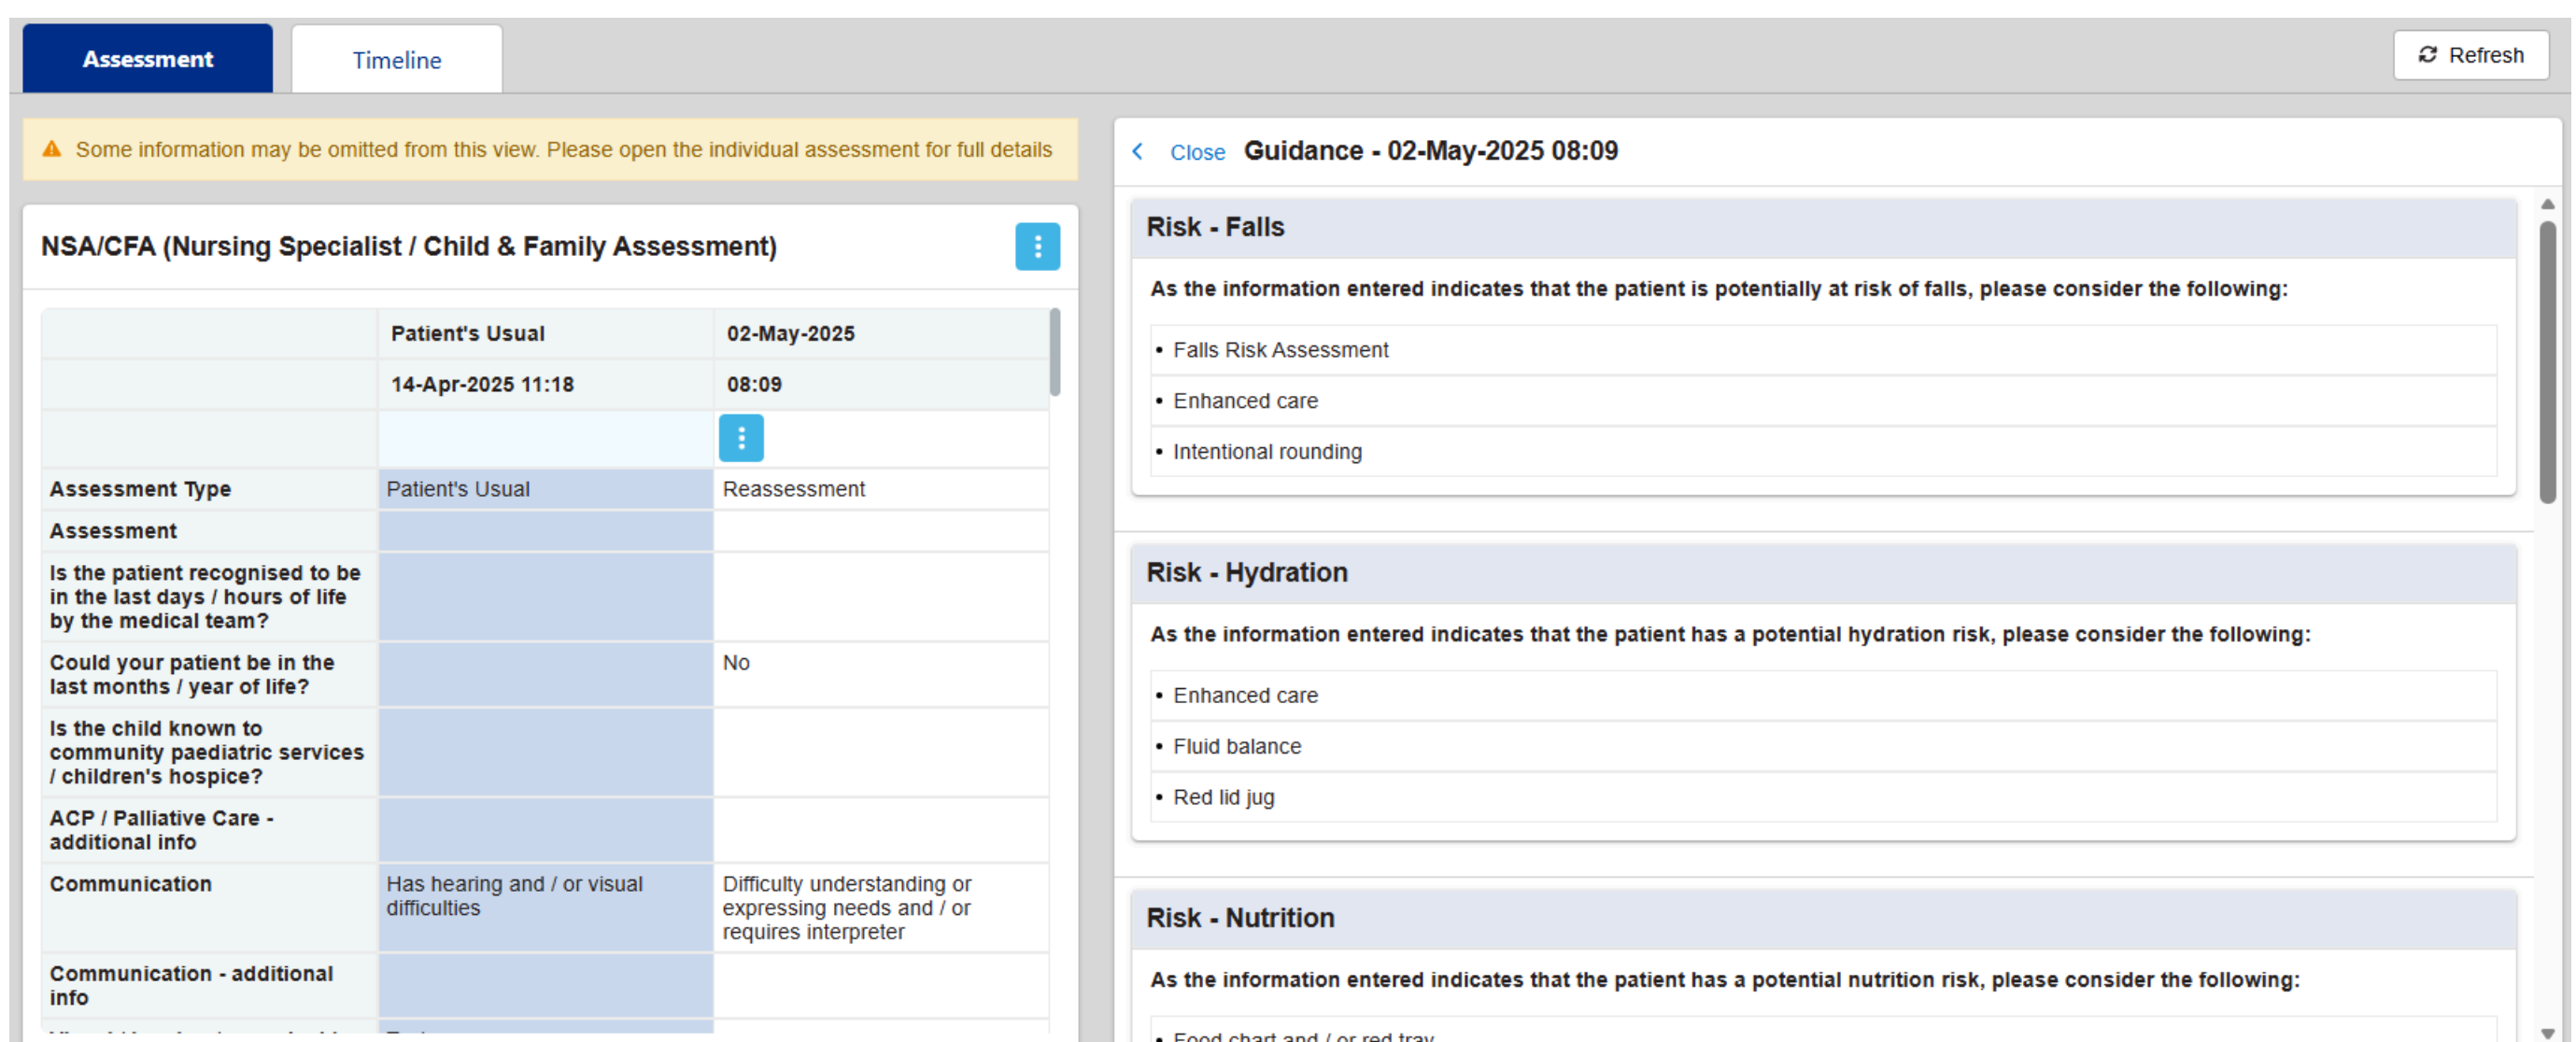 Assessment
Timeline
Refresh
Some information may be omitted from this view. Please open the individual assessment for full details
NSA/CFA (Nursing Specialist / Child & Family Assessment)
Patient's Usual
02-May-2025
14-Apr-2025 11:18
08:09
Assessment Type
Patient's Usual
Reassessment
Assessment
Is the patient recognised to be
in the last days / hours of life
by the medical team?
Could your patient be in the
last months / year of life?
No
Is the child known to
community paediatric services
/ children's hospice?
ACP / Palliative Care -
additional info
Communication
Has hearing and / or visual
difficulties
Difficulty understanding or
expressing needs and / or
requires interpreter
Communication - additional
info
Close
Guidance - 02-May-2025 08:09
Risk - Falls
As the information entered indicates that the patient is potentially at risk of falls, please consider the following:
• Falls Risk Assessment
• Enhanced care
• Intentional rounding
Risk - Hydration
As the information entered indicates that the patient has a potential hydration risk, please consider the following:
• Enhanced care
• Fluid balance
• Red lid jug
Risk - Nutrition
As the information entered indicates that the patient has a potential nutrition risk, please consider the following:
• Food chart and / or red tray